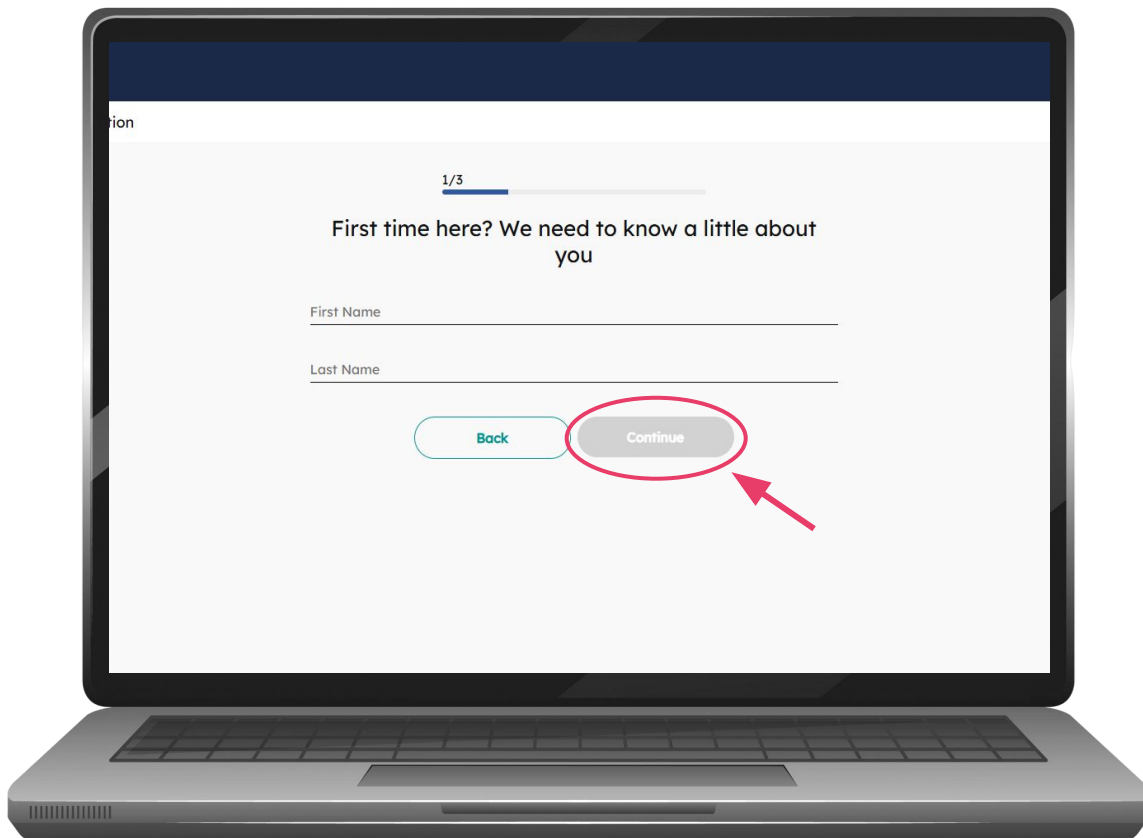 tion
1/3
First time here? We need to know a little about
you
First Name
Last Name
Back Continue